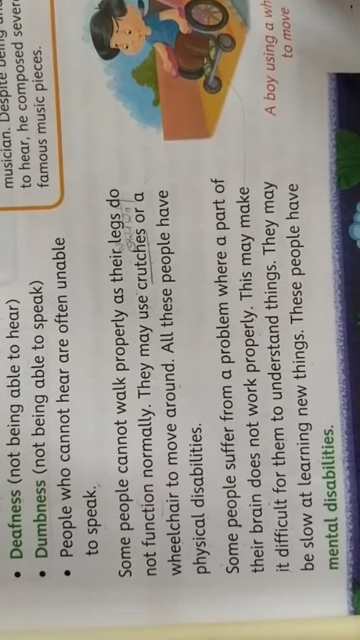 musician. Despite being
to hear, he composed
famous music pieces.
• Deafness (not being able to hear)
• Dumbness (not being able to speak)
• People who cannot hear are often unable
to speak.
Some people cannot walk properly as their legs do
not function normally. They may use crutches or a
wheelchair to move around. All these people have
physical disabilities.
Some people suffer from a problem where a part of
their brain does not work properly. This may make
it difficult for them to understand things. They may
be slow at learning new things. These people have
mental disabilities.
A boy using a
to move